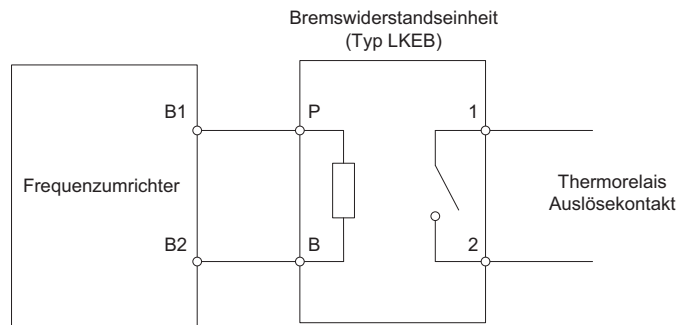 Bremswiderstandseinheit
(Typ LKEB)
B1
P
1
Frequenzumrichter
Thermorelais
Auslösekontakt
B2
B
2